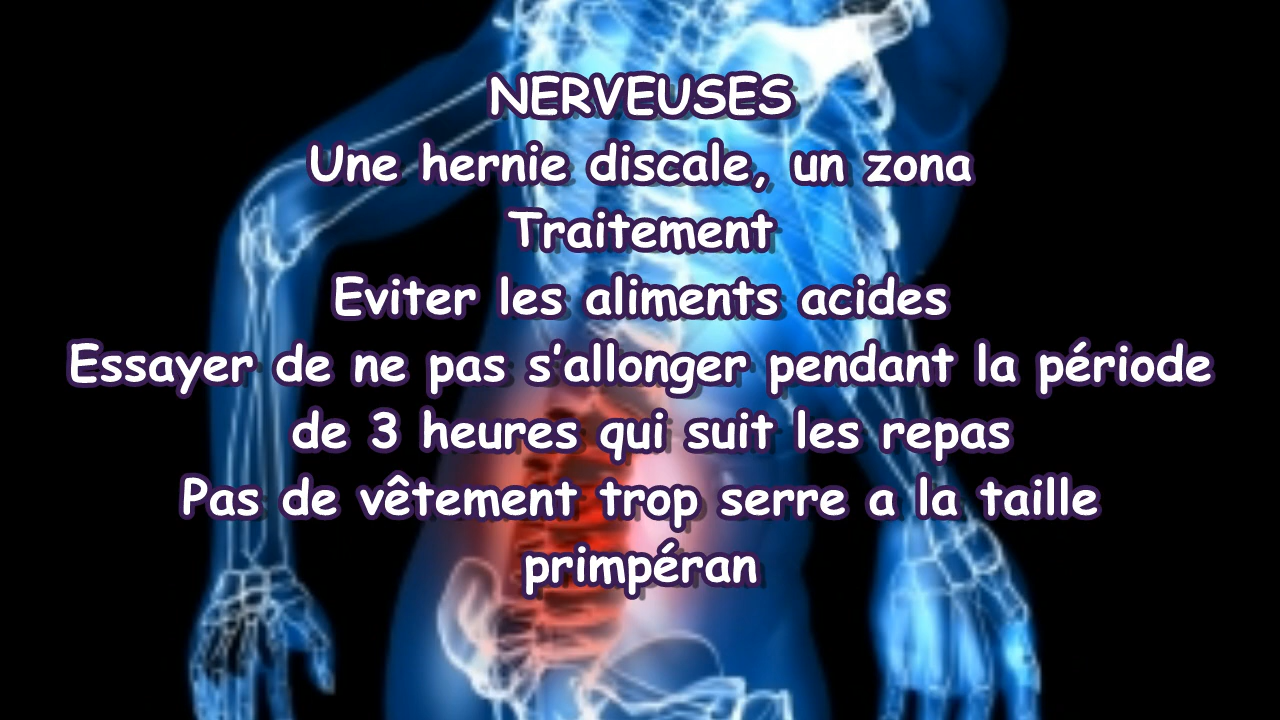 NERVEUSES
Une hernie discale, un zona
Traitement
Eviter les aliments acides
Essayer de ne pas s'allonger pendant la période
de 3 heures qui suit les repas
Pas de vêtement trop serre a la taille
primpéran